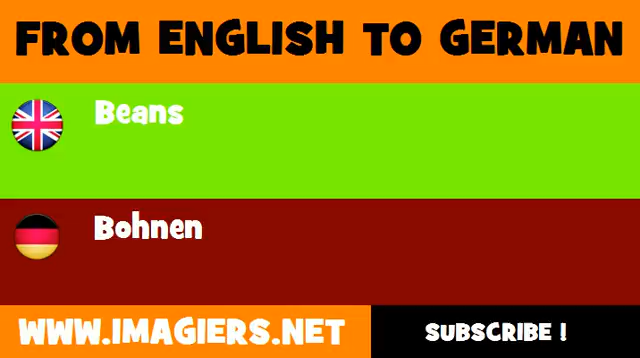 FROM ENGLISH TO GERMAN
Beans
Bohnen
WWW.IMAGIERS.NET
SUBSCRIBE !